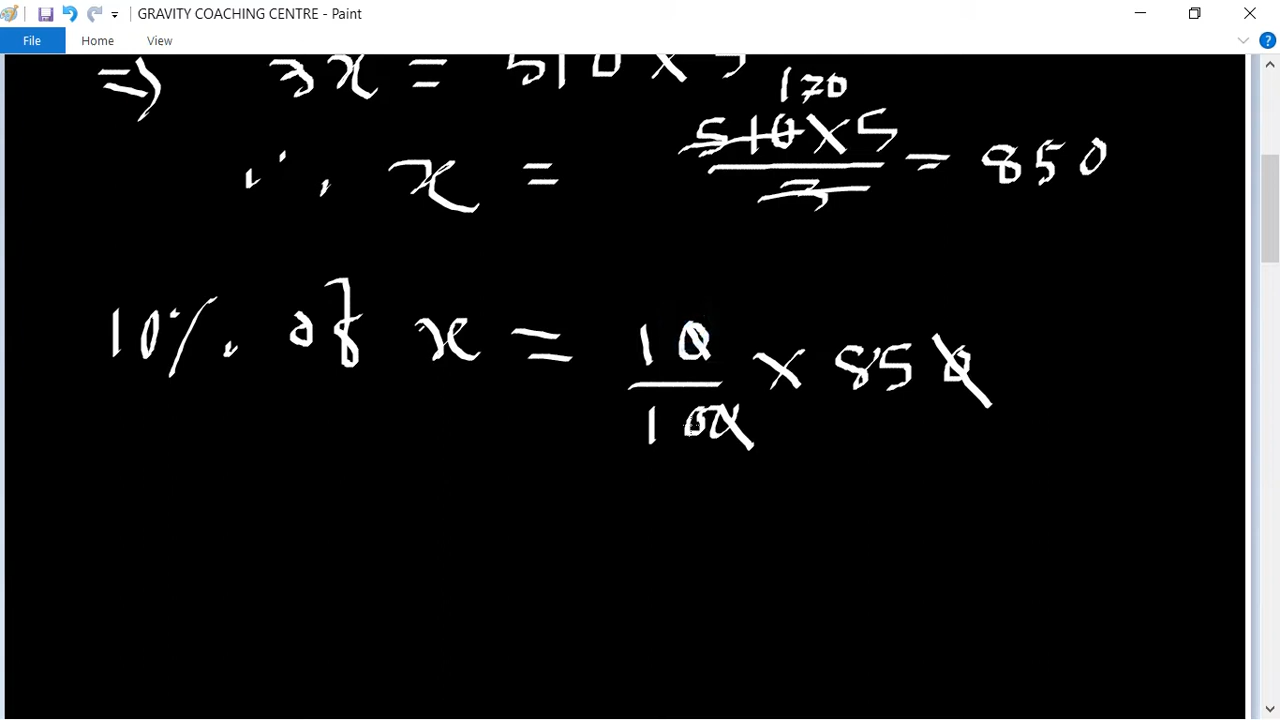 GRAVITY COACHING CENTRE - Paint
File Home View
⇒ 3x = 510 × 5
170
∴ x = 510×5/3 = 850
10% of x = 10/100 × 850